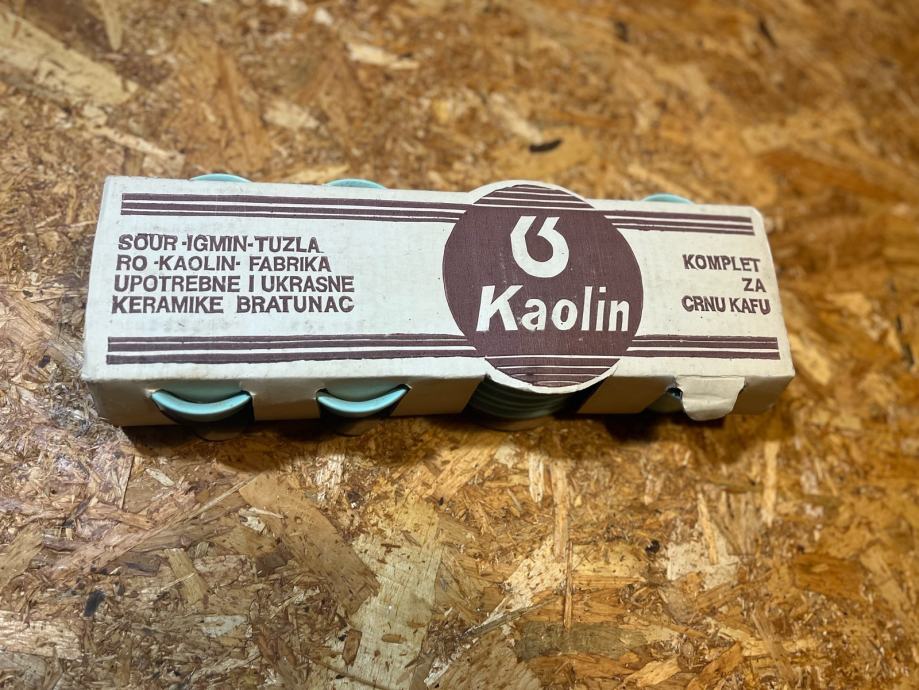 SOUR-IGMIN-TUZLA
RO-KAOLIN-FABRIKA
UPOTREBNE I UKRASNE
KERAMIKE BRATUNAC
Kaolin
KOMPLET
ZA
CRNU KAFU